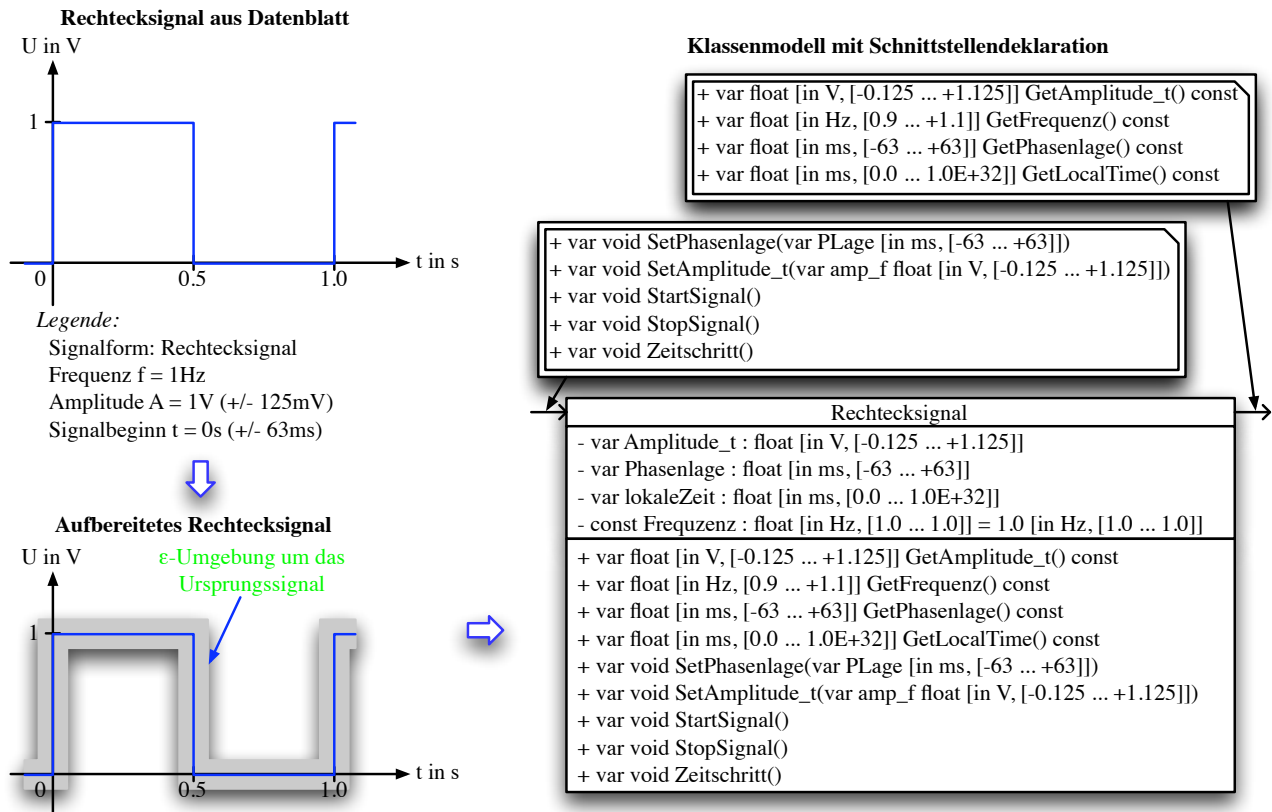 Rechtecksignal aus Datenblatt
U in V
1
0
0.5
1.0
t in s
Legende:
Signalform: Rechtecksignal
Frequenz f = 1Hz
Amplitude A = 1V (+/- 125mV)
Signalbeginn t = 0s (+/- 63ms)
Aufbereitetes Rechtecksignal
U in V
ε-Umgebung um das
Ursprungssignal
1
0
0.5
1.0
t in s
Klassenmodell mit Schnittstellendeklaration
+ var float [in V, [-0.125 ... +1.125]] GetAmplitude_t() const
+ var float [in Hz, [0.9 ... +1.1]] GetFrequenz() const
+ var float [in ms, [-63 ... +63]] GetPhasenlage() const
+ var float [in ms, [0.0 ... 1.0E+32]] GetLocalTime() const
+ var void SetPhasenlage(var PLage [in ms, [-63 ... +63]])
+ var void SetAmplitude_t(var amp_f float [in V, [-0.125 ... +1.125]])
+ var void StartSignal()
+ var void StopSignal()
+ var void Zeitschritt()
Rechtecksignal
- var Amplitude_t : float [in V, [-0.125 ... +1.125]]
- var Phasenlage : float [in ms, [-63 ... +63]]
- var lokaleZeit : float [in ms, [0.0 ... 1.0E+32]]
- const Frequzenz : float [in Hz, [1.0 ... 1.0]] = 1.0 [in Hz, [1.0 ... 1.0]]
+ var float [in V, [-0.125 ... +1.125]] GetAmplitude_t() const
+ var float [in Hz, [0.9 ... +1.1]] GetFrequenz() const
+ var float [in ms, [-63 ... +63]] GetPhasenlage() const
+ var float [in ms, [0.0 ... 1.0E+32]] GetLocalTime() const
+ var void SetPhasenlage(var PLage [in ms, [-63 ... +63]])
+ var void SetAmplitude_t(var amp_f float [in V, [-0.125 ... +1.125]])
+ var void StartSignal()
+ var void StopSignal()
+ var void Zeitschritt()